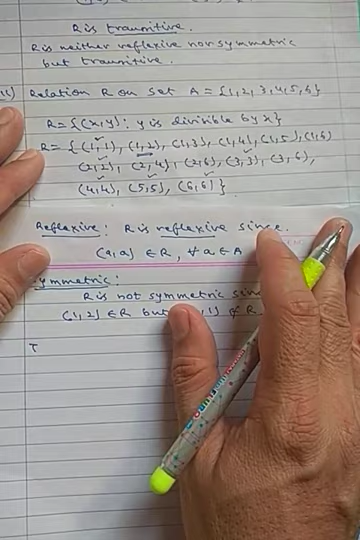 R is transitive.
R is neither reflexive nor symmetric
but transitive.
Relation R on set A = {1,2,3,4,5,6}
R = {(x,y): y is divisible by x}
R = { (1,1), (1,2), (1,3), (1,4), (1,5), (1,6)
(2,2), (2,4), (2,6), (3,3), (3,6),
(4,4), (5,5), (6,6) }
Reflexive: R is reflexive since.
(a,a) ∈ R, ∀ a ∈ A
ymmetric:
R is not symmetric sin
(1,2) ∈ R but ,1) ∉ R
T